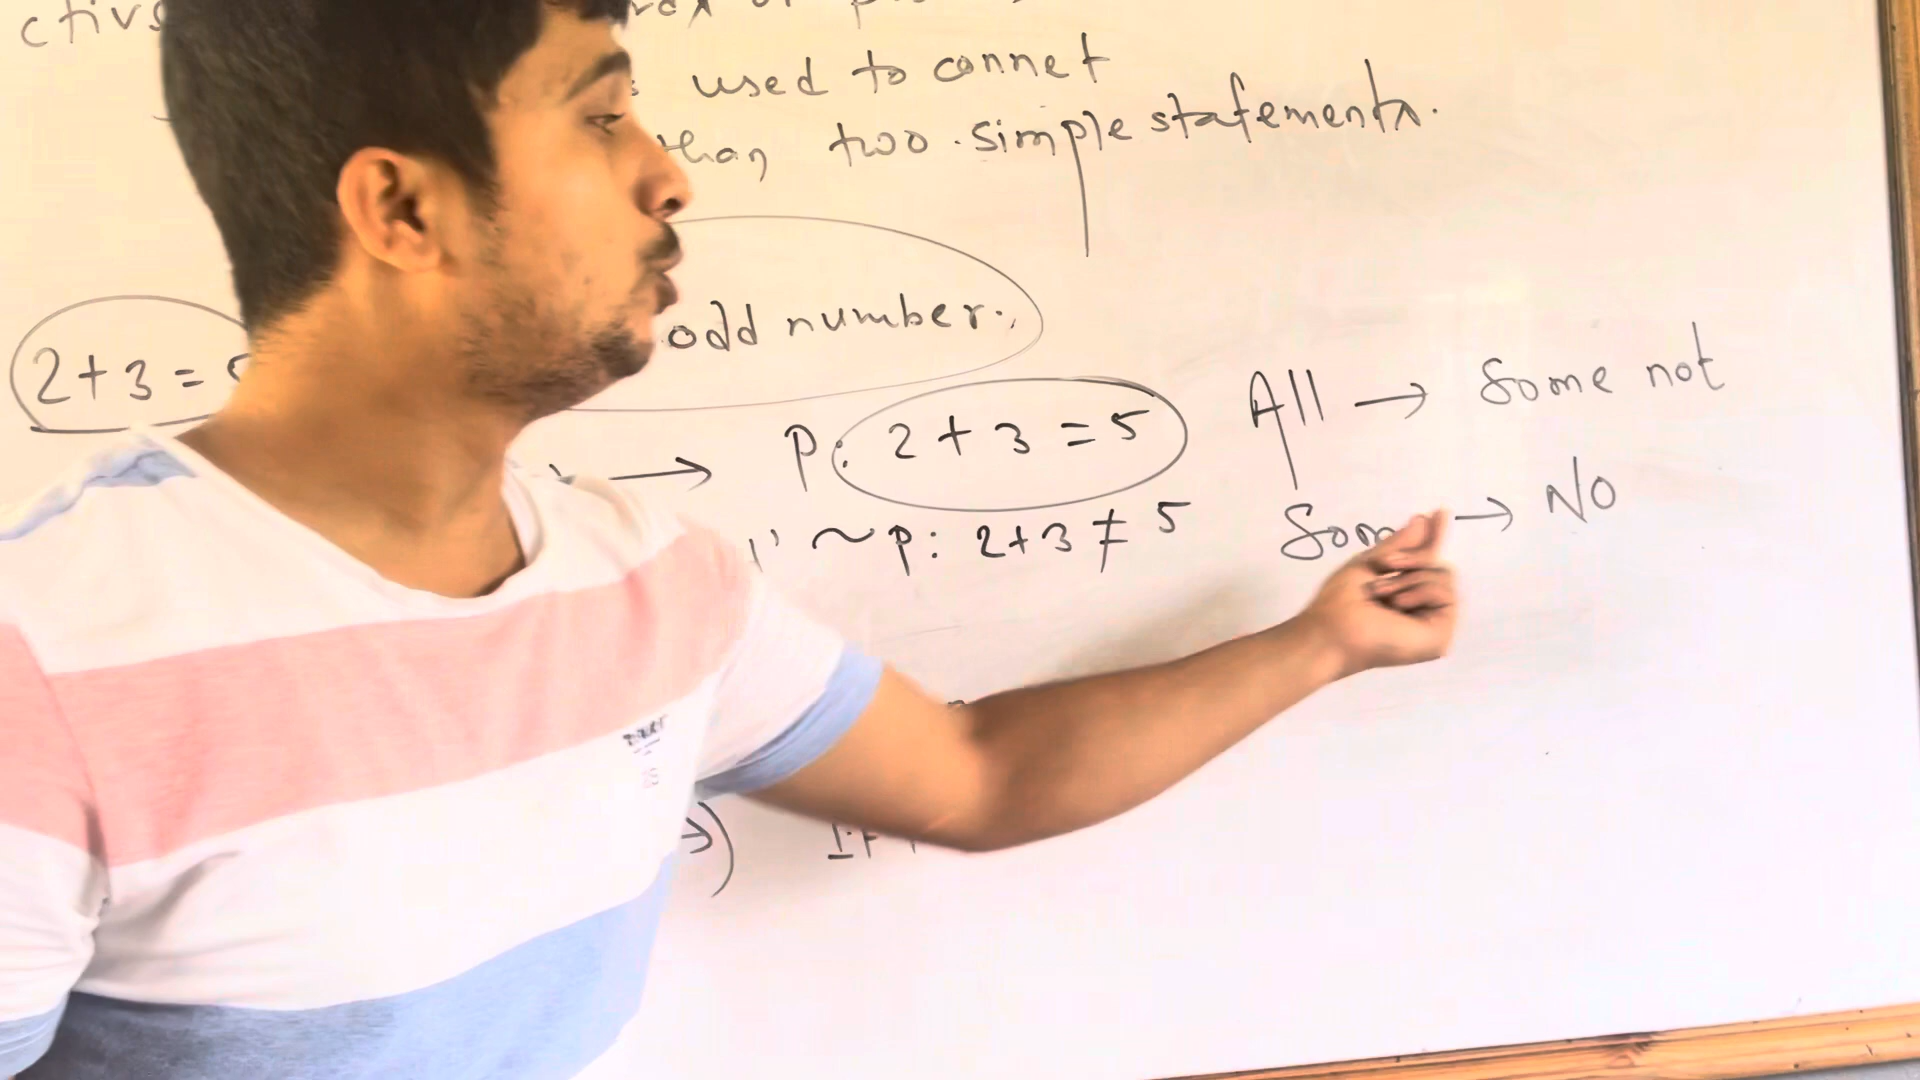 used to connet
than two simple statements.
odd number.
2+3=5
P: 2+3=5
All → Some not
~p: 2+3≠5
Some → NO
If